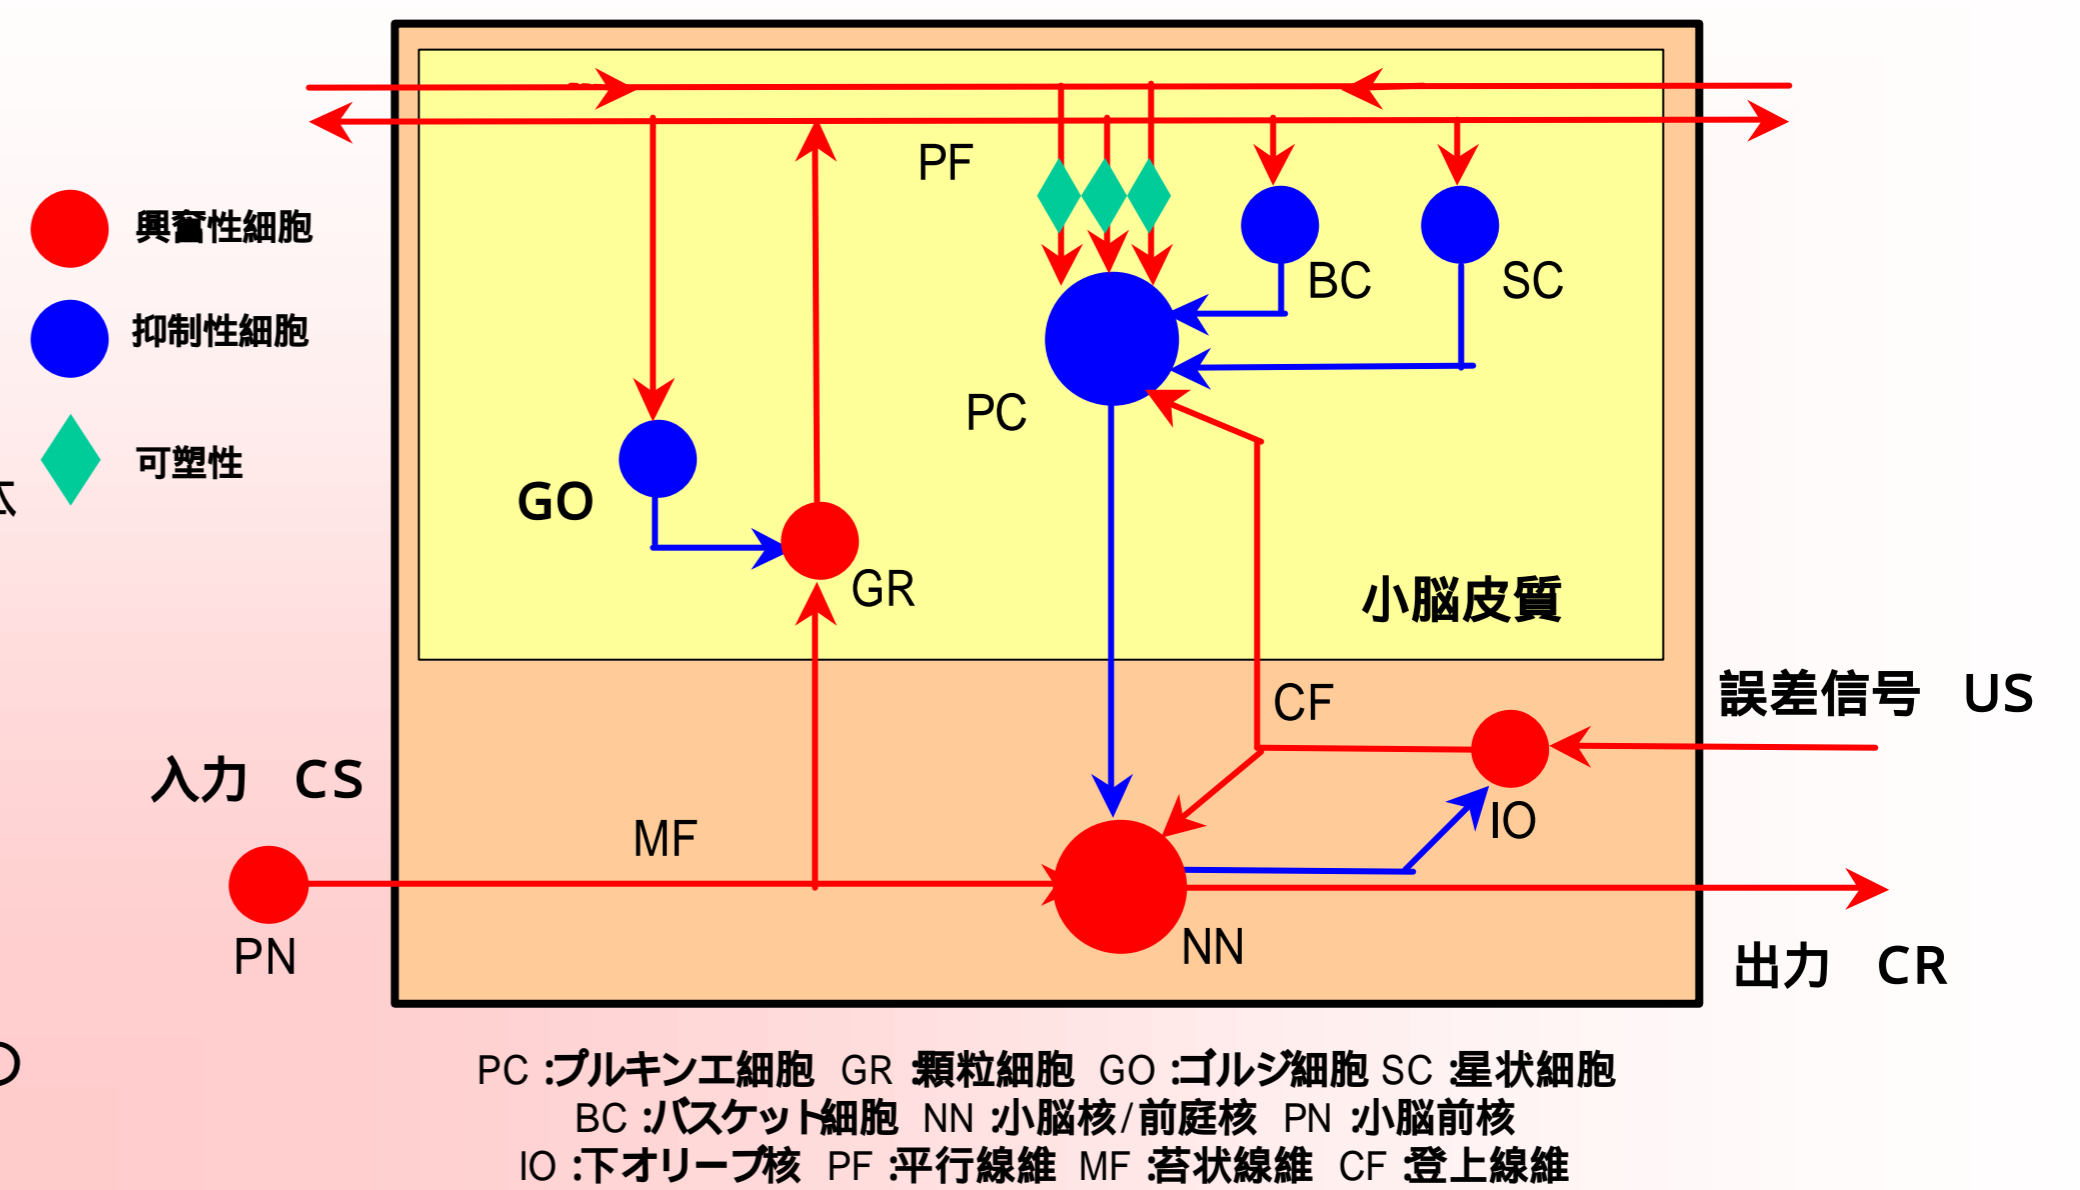 PF
興奮性細胞
BC
SC
抑制性細胞
PC
可塑性
GO
GR
小脳皮質
CF
誤差信号 US
入力 CS
MF
IO
PN
NN
出力 CR
PC :プルキンエ細胞 GR :顆粒細胞 GO :ゴルジ細胞 SC :星状細胞
BC :バスケット細胞 NN :小脳核/前庭核 PN :小脳前核
IO :下オリーブ核 PF :平行線維 MF :苔状線維 CF :登上線維